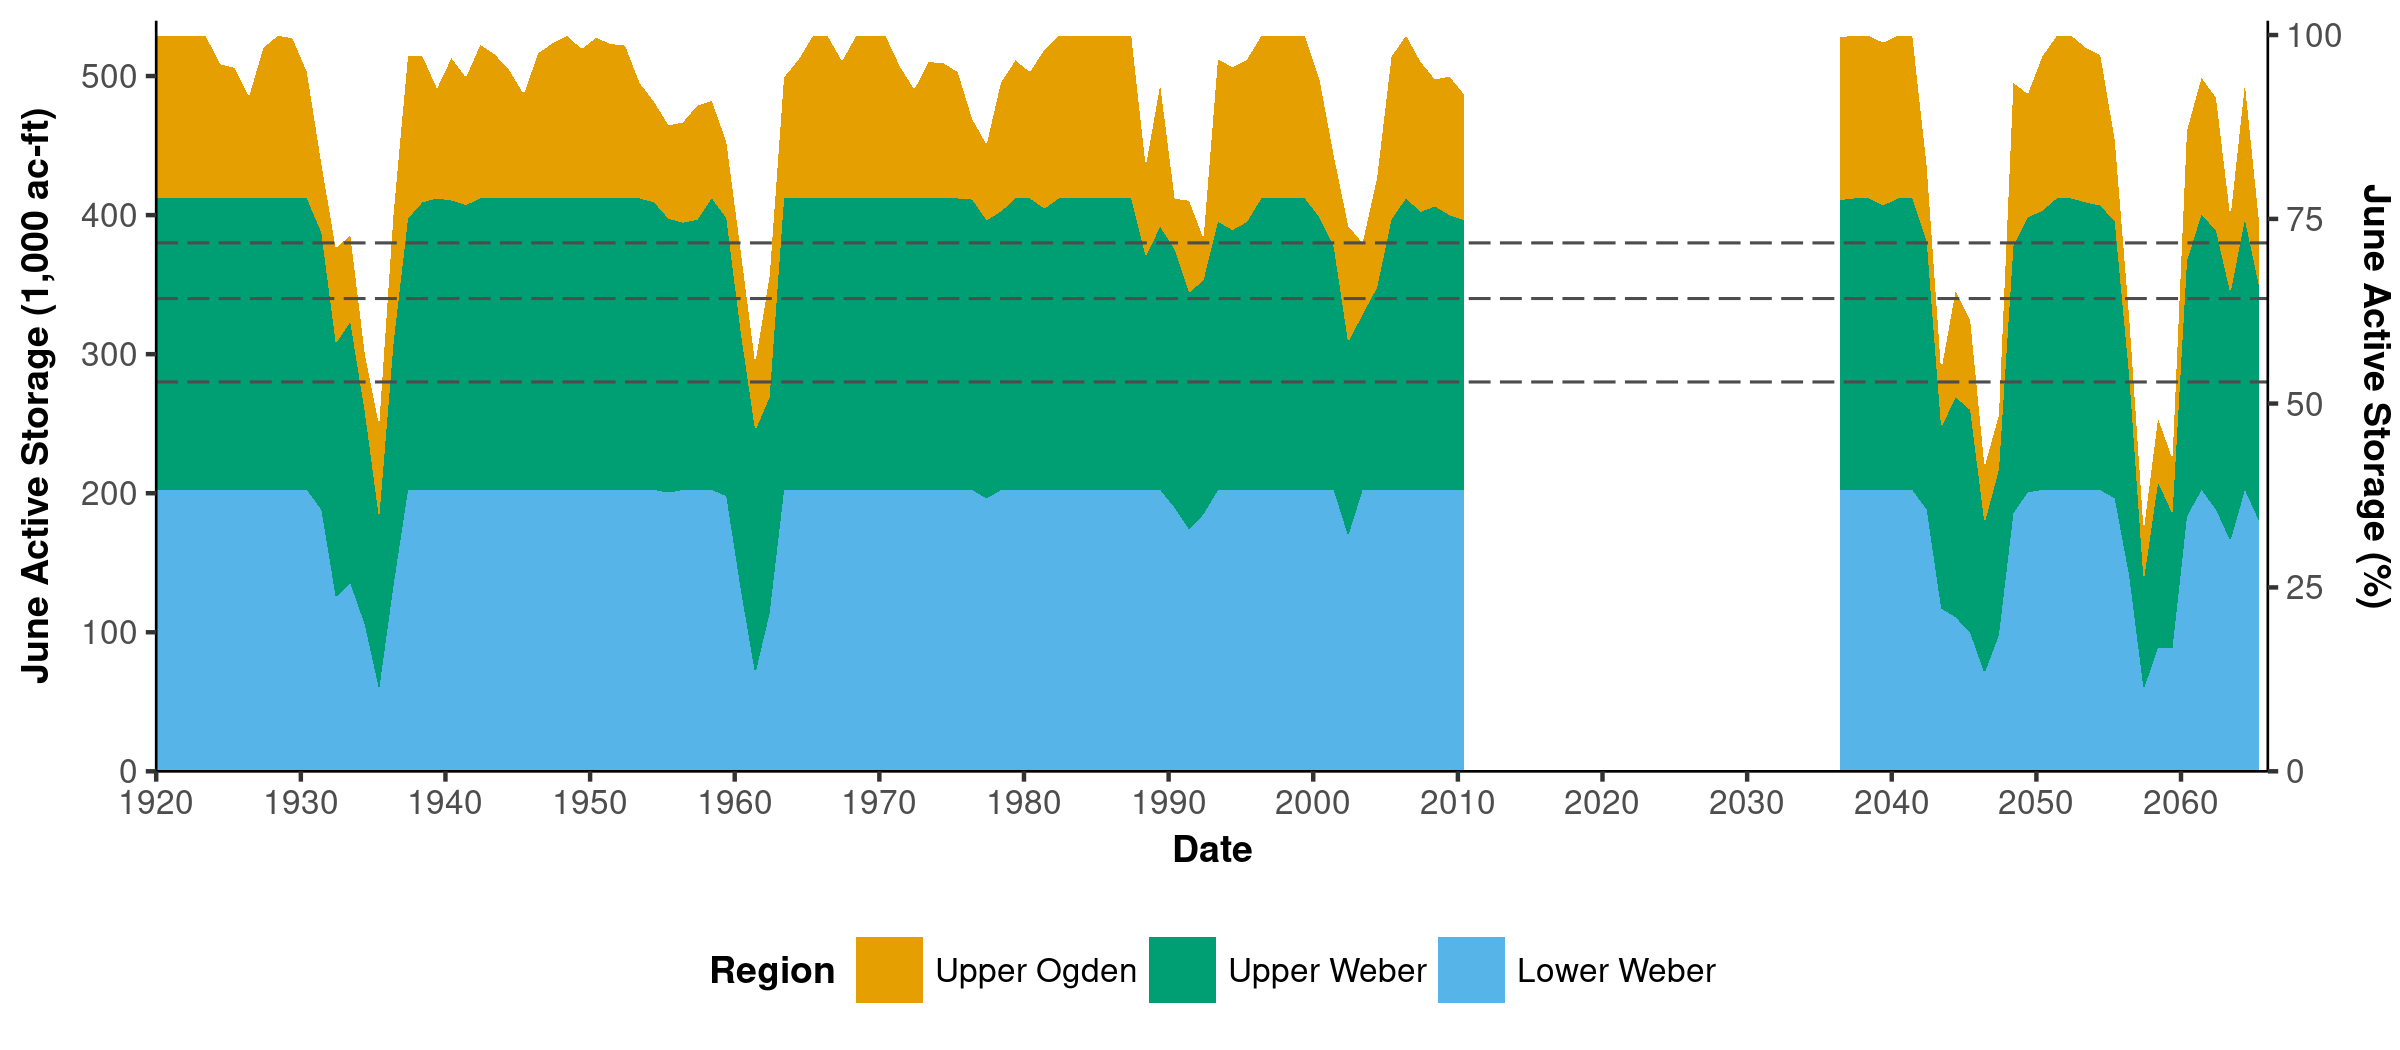 June Active Storage (1,000 ac-ft)
500
400
300
200
100
0
100
75
50
25
0
June Active Storage (%)
1920 1930 1940 1950 1960 1970 1980 1990 2000 2010 2020 2030 2040 2050 2060
Date
Region Upper Ogden Upper Weber Lower Weber